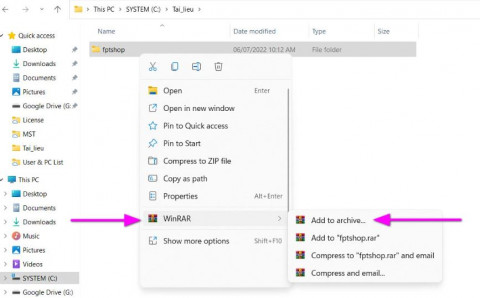 This PC > SYSTEM (C:) > Tai_lieu >
Quick access
Desktop
Downloads
Documents
Pictures
Google Drive (G:)
License
MST
Tai_lieu
User & PC List
This PC
Desktop
Documents
Downloads
Music
Pictures
Videos
SYSTEM (C:)
Name Date modified Type
fptshop 06/07/2022 10:12 AM File folder
Open Enter
Open in new window
Pin to Quick access
Pin to Start
Compress to ZIP file
Copy as path
Properties Alt+Enter
WinRAR
Show more options Shift+F10
Add to archive...
Add to "fptshop.rar"
Compress to "fptshop.rar" and email
Compress and email...